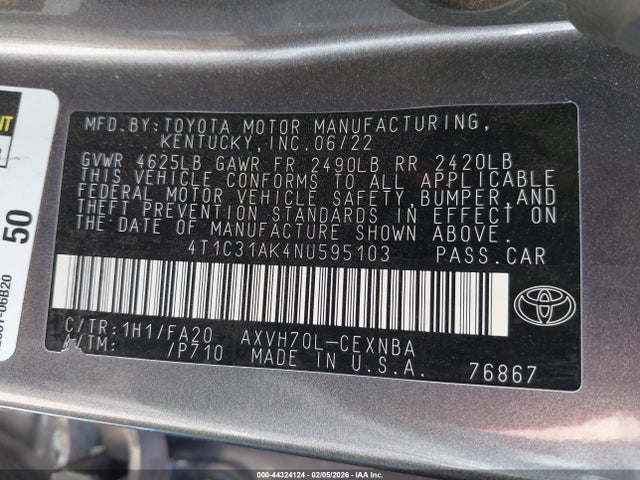 MFD.BY:TOYOTA MOTOR MANUFACTURING,
KENTUCKY,INC.06/22
GVWR 4625LB GAWR FR 2490LB RR 2420LB
THIS VEHICLE CONFORMS TO ALL APPLICABLE
FEDERAL MOTOR VEHICLE SAFETY,BUMPER,AND
THEFT PREVENTION STANDARDS IN EFFECT ON
THE DATE OF MANUFACTURE SHOWN ABOVE.
4T1C31AK4NU595103 PASS.CAR
C/TR:1H1/FA20 AXVH70L-CEXNBA
A/TM: /P710 MADE IN U.S.A.
76867
50
000-44324124 - 02/05/2026 - IAAI.COM